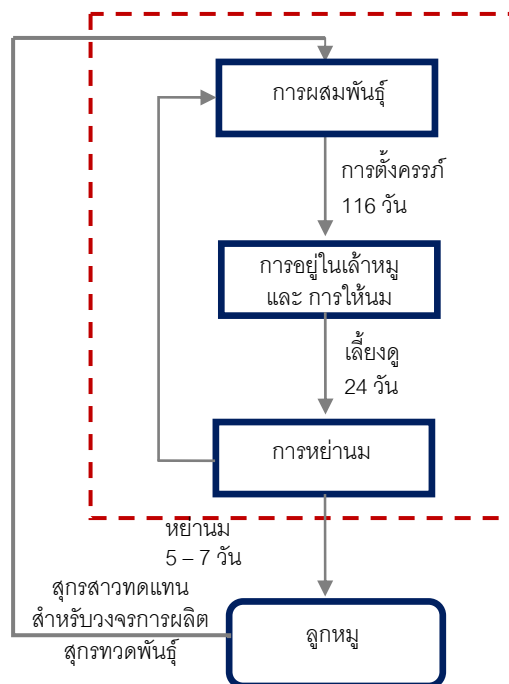 การผสมพันธุ์
การตั้งครรภ์
116 วัน
การอยู่ในเล้าหมู
และ การให้นม
เลี้ยงดู
24 วัน
การหย่านม
หย่านม
5 – 7 วัน
สุกรสาวทดแทน
สำหรับวงจรการผลิต
สุกรทวดพันธุ์
ลูกหมู